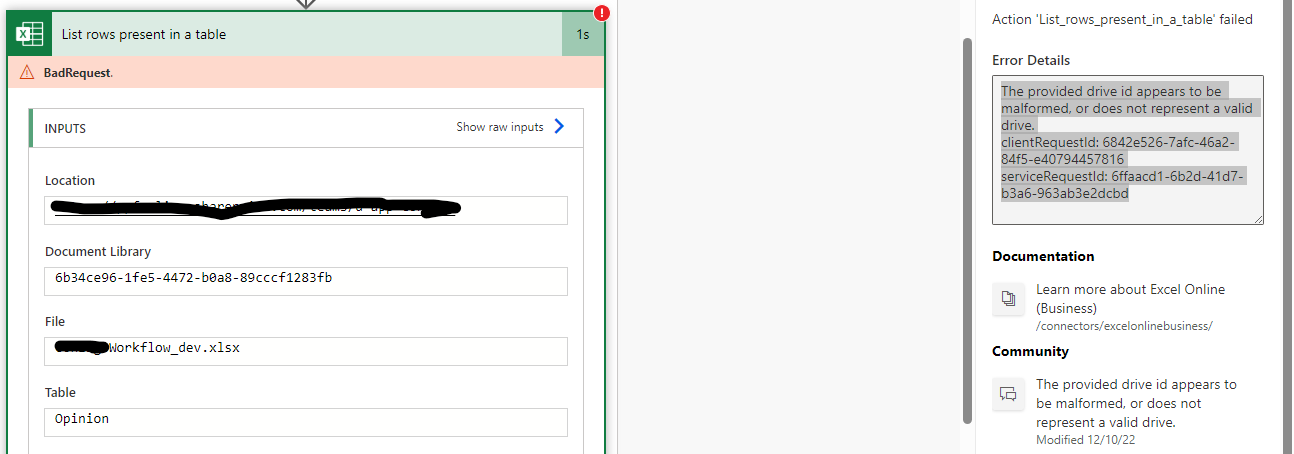 List rows present in a table
1s
!
BadRequest.
INPUTS
Show raw inputs
Location
Document Library
6b34ce96-1fe5-4472-b0a8-89cccf1283fb
File
Workflow_dev.xlsx
Table
Opinion
Action 'List_rows_present_in_a_table' failed
Error Details
The provided drive id appears to be
malformed, or does not represent a valid
drive.
clientRequestId: 6842e526-7afc-46a2-
84f5-e40794457816
serviceRequestId: 6ffaacd1-6b2d-41d7-
b3a6-963ab3e2dcbd
Documentation
Learn more about Excel Online
(Business)
/connectors/excelonlinebusiness/
Community
The provided drive id appears to
be malformed, or does not
represent a valid drive.
Modified 12/10/22